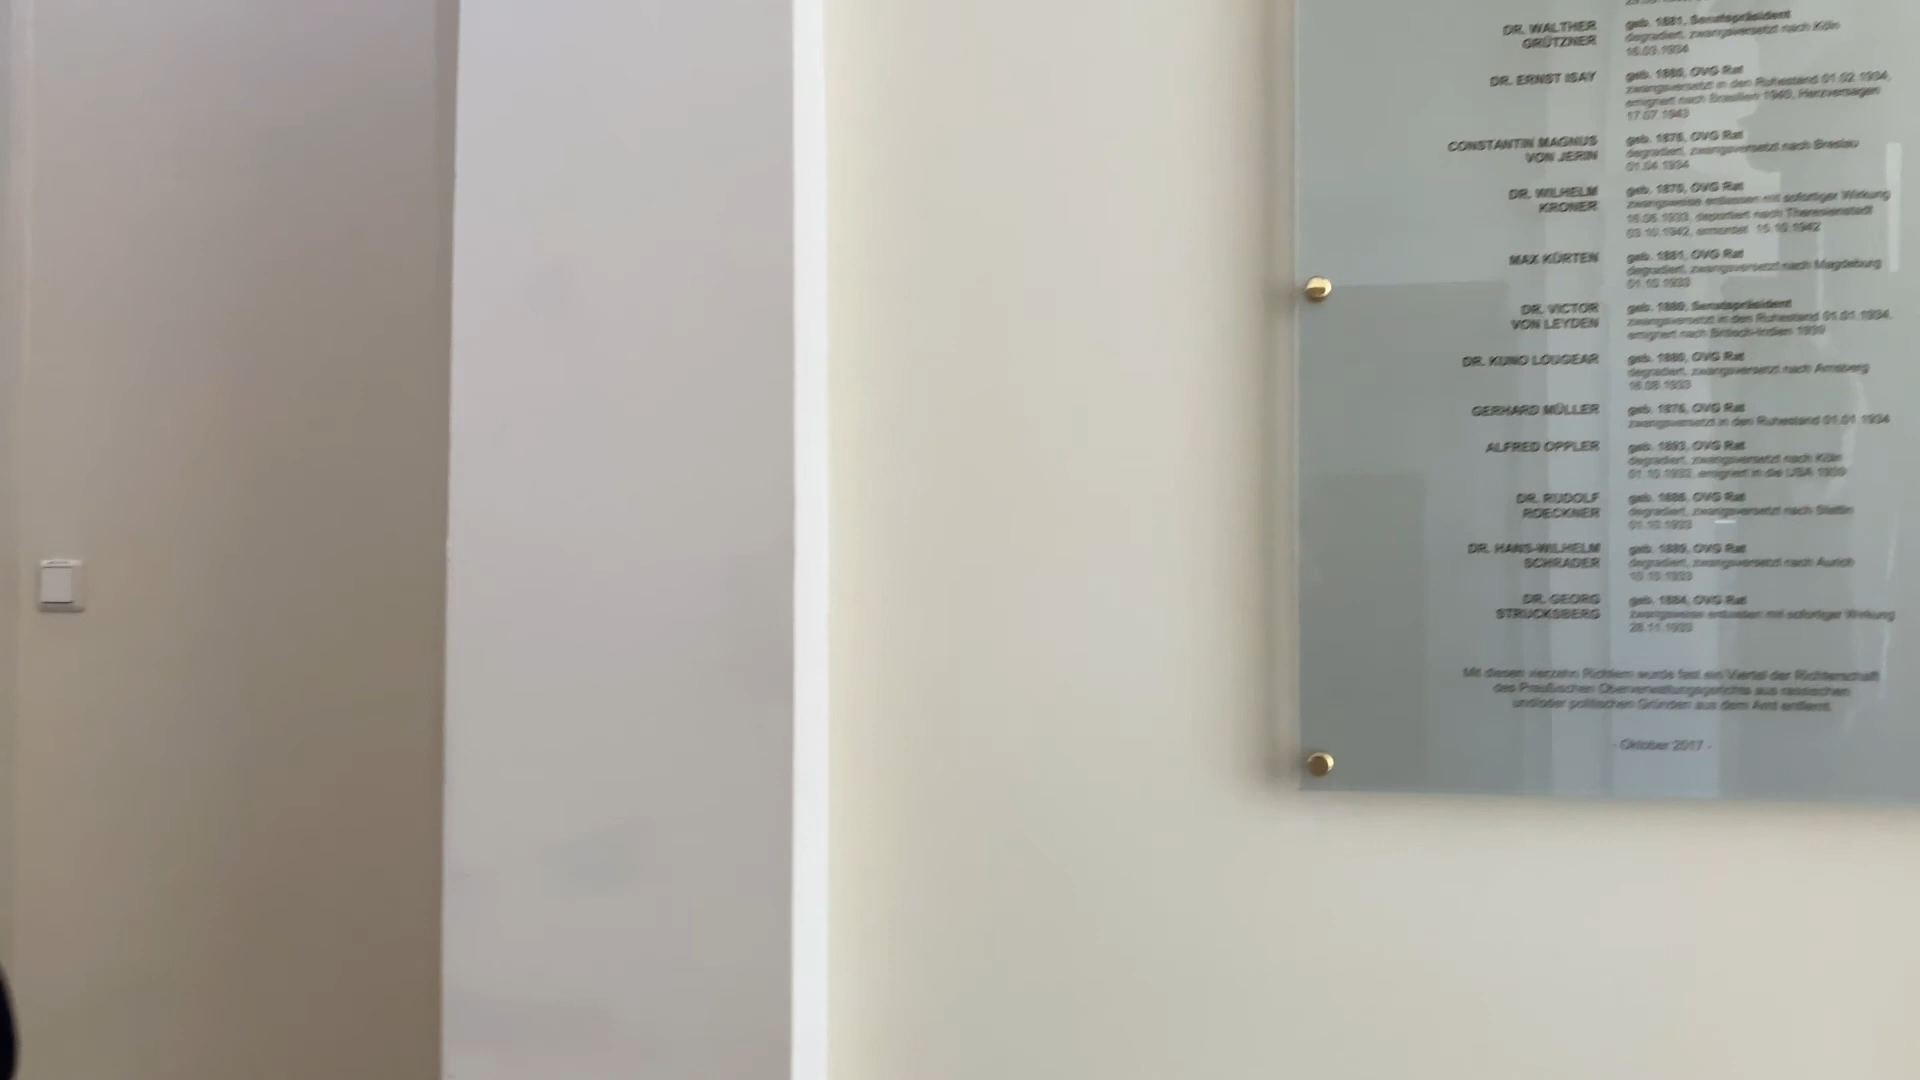 DR. WALTHER
GRÜTZNER
geb. 1881, Senatspräsident
degradiert, zwangsversetzt nach Köln
16.03.1934
DR. ERNST ISAY
geb. 1880, OVG Rat
zwangsversetzt in den Ruhestand 01.02.1934,
emigriert nach Brasilien 1940, Herzversagen
17.07.1943
CONSTANTIN MAGNUS
VON JERIN
geb. 1876, OVG Rat
degradiert, zwangsversetzt nach Breslau
01.04.1934
DR. WILHELM
KRONER
geb. 1870, OVG Rat
zwangsweise entlassen mit sofortiger Wirkung
16.06.1933, deportiert nach Theresienstadt
03.10.1942, ermordet 15.10.1942
MAX KÜRTEN
geb. 1881, OVG Rat
degradiert, zwangsversetzt nach Magdeburg
01.10.1933
DR. VICTOR
VON LEYDEN
geb. 1880, Senatspräsident
zwangsversetzt in den Ruhestand 01.01.1934,
emigriert nach Britisch-Indien 1939
DR. KUNO LOUGEAR
geb. 1880, OVG Rat
degradiert, zwangsversetzt nach Arnsberg
16.08.1933
GERHARD MÜLLER
geb. 1876, OVG Rat
zwangsversetzt in den Ruhestand 01.01.1934
ALFRED OPPLER
geb. 1893, OVG Rat
degradiert, zwangsversetzt nach Köln
01.10.1933, emigriert in die USA 1939
DR. RUDOLF
ROECKNER
geb. OVG Rat
degradiert, zwangsversetzt nach Stettin
01.10.1933
DR. HANS-WILHELM
SCHRADER
geb. OVG Rat
degradiert, zwangsversetzt nach Aurich
10.10.1933
DR. GEORG
STRUCKSBERG
geb. 1884, OVG Rat
zwangsweise entlassen mit sofortiger Wirkung
28.11.1933
Mit diesen vierzehn Richtern wurde fast ein Viertel der Richterschaft
des Preußischen Oberverwaltungsgerichts aus rassischen
und/oder politischen Gründen aus dem Amt entfernt.
- Oktober 2017 -